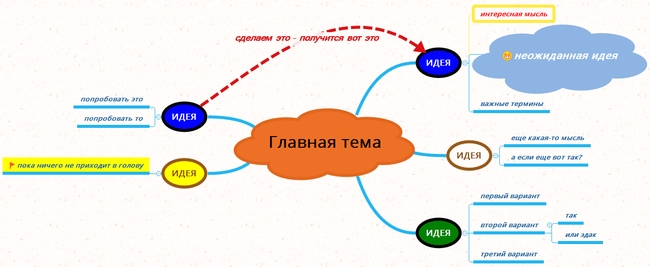 интересная мысль
сделаем это - получится вот это
неожиданная идея
ИДЕЯ
попробовать это
важные термины
ИДЕЯ
попробовать то
Главная тема
еще какая-то мысль
ИДЕЯ
а если еще вот так?
пока ничего не приходит в голову
ИДЕЯ
первый вариант
так
ИДЕЯ
второй вариант
или эдак
третий вариант